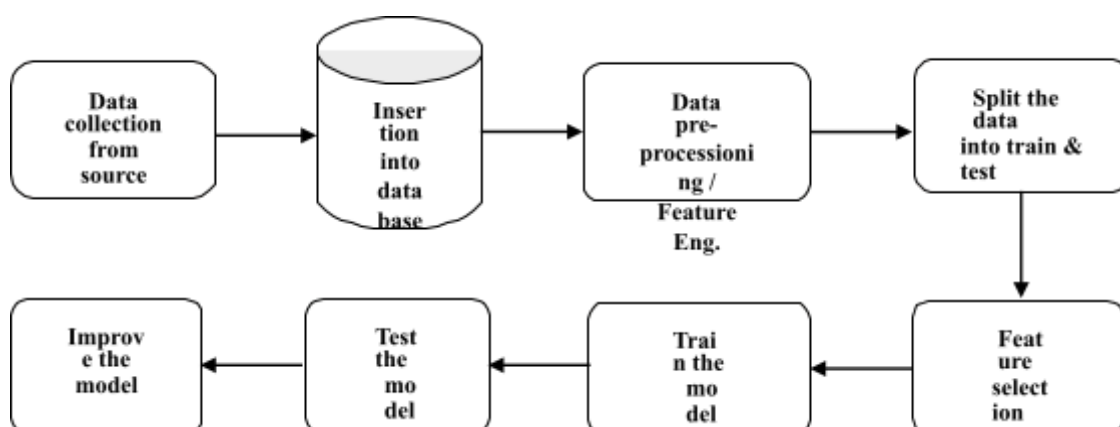 Data
collection
from
source
Inser
tion
into
data
base
Data
pre-
processioni
ng /
Feature
Eng.
Split the
data
into train &
test
Feat
ure
select
ion
Trai
n the
mo
del
Test
the
mo
del
Improv
e the
model